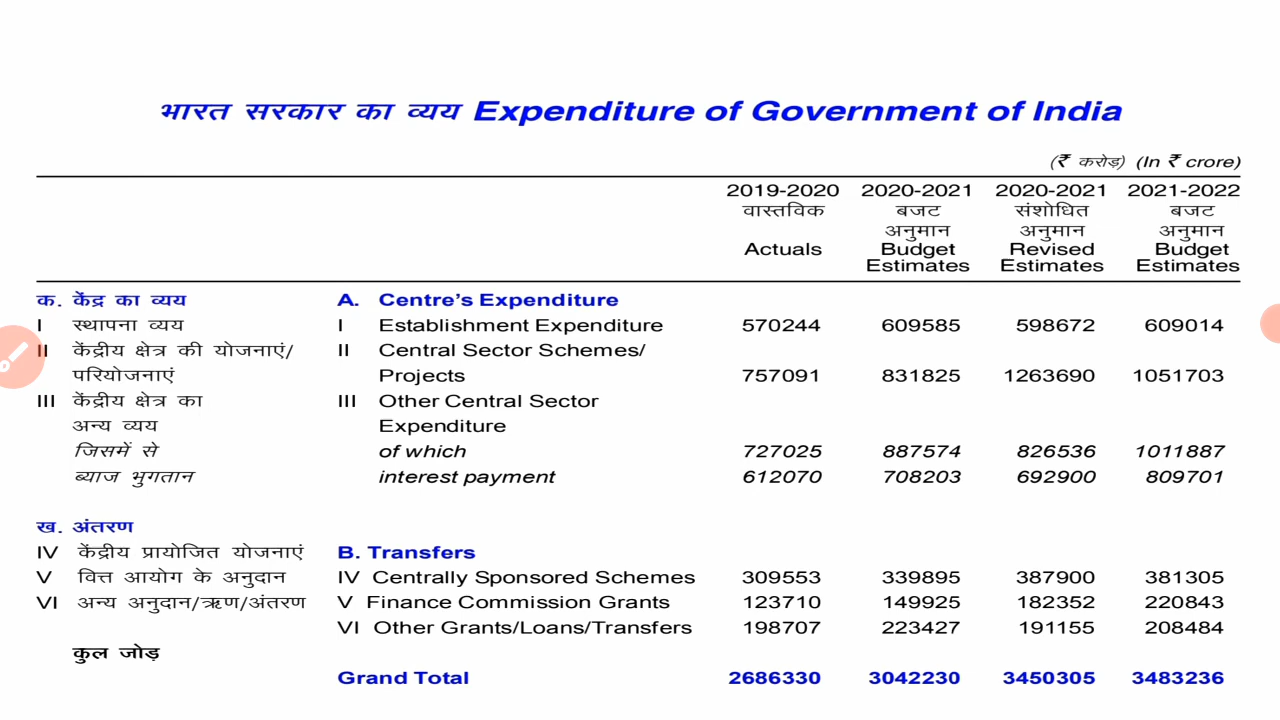 भारत सरकार का व्यय Expenditure of Government of India
(₹ करोड़) (In ₹ crore)
2019-2020 2020-2021 2020-2021 2021-2022
वास्तविक बजट संशोधित बजट
अनुमान अनुमान अनुमान
Actuals Budget Revised Budget
Estimates Estimates Estimates
क. केंद्र का व्यय A. Centre's Expenditure
I स्थापना व्यय I Establishment Expenditure 570244 609585 598672 609014
II केंद्रीय क्षेत्र की योजनाएं/ II Central Sector Schemes/
परियोजनाएं Projects 757091 831825 1263690 1051703
III केंद्रीय क्षेत्र का III Other Central Sector
अन्य व्यय Expenditure
जिसमें से of which 727025 887574 826536 1011887
ब्याज भुगतान interest payment 612070 708203 692900 809701
ख. अंतरण
IV केंद्रीय प्रायोजित योजनाएं B. Transfers
V वित्त आयोग के अनुदान IV Centrally Sponsored Schemes 309553 339895 387900 381305
VI अन्य अनुदान/ऋण/अंतरण V Finance Commission Grants 123710 149925 182352 220843
VI Other Grants/Loans/Transfers 198707 223427 191155 208484
कुल जोड़
Grand Total 2686330 3042230 3450305 3483236